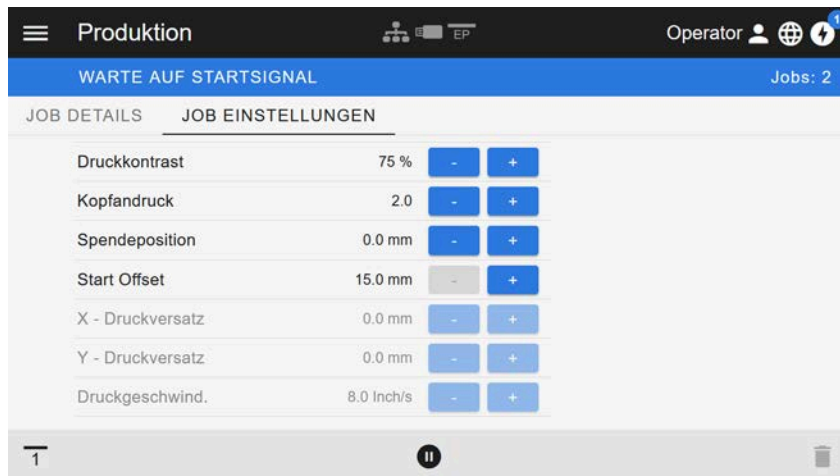 Produktion EP Operator 1
WARTE AUF STARTSIGNAL Jobs: 2
JOB DETAILS JOB EINSTELLUNGEN
Druckkontrast 75 % - +
Kopfandruck 2.0 - +
Spendeposition 0.0 mm - +
Start Offset 15.0 mm - +
X - Druckversatz 0.0 mm - +
Y - Druckversatz 0.0 mm - +
Druckgeschwind. 8.0 Inch/s - +
1